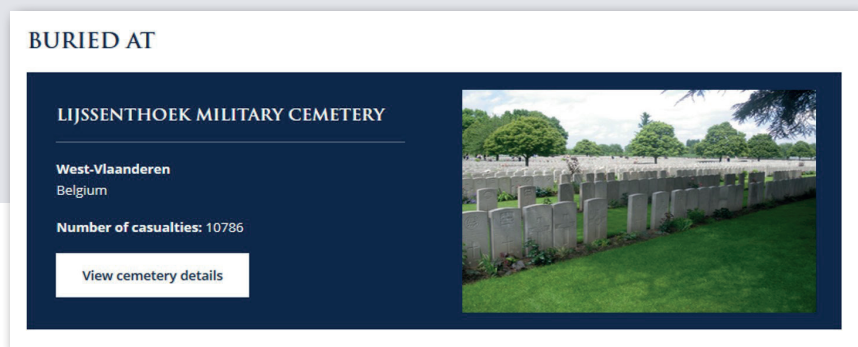 BURIED AT
LIJSSENTHOEK MILITARY CEMETERY
West-Vlaanderen
Belgium
Number of casualties: 10786
View cemetery details